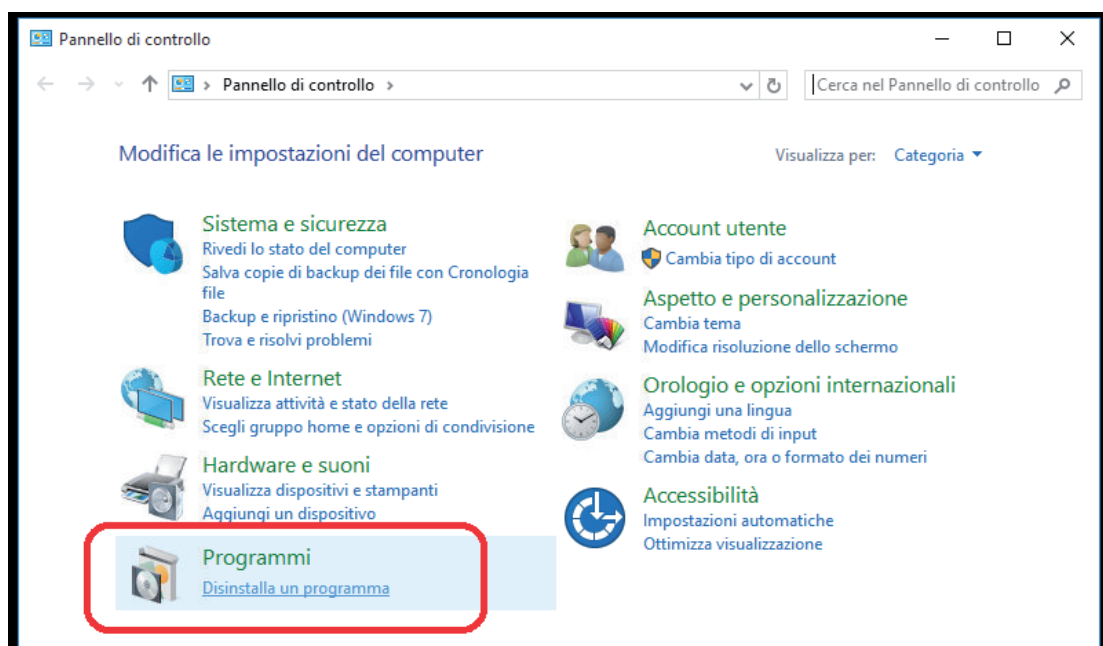 Pannello di controllo
Pannello di controllo
Cerca nel Pannello di controllo
Modifica le impostazioni del computer
Visualizza per: Categoria
Sistema e sicurezza
Rivedi lo stato del computer
Salva copie di backup dei file con Cronologia
file
Backup e ripristino (Windows 7)
Trova e risolvi problemi
Rete e Internet
Visualizza attività e stato della rete
Scegli gruppo home e opzioni di condivisione
Hardware e suoni
Visualizza dispositivi e stampanti
Aggiungi un dispositivo
Programmi
Disinstalla un programma
Account utente
Cambia tipo di account
Aspetto e personalizzazione
Cambia tema
Modifica risoluzione dello schermo
Orologio e opzioni internazionali
Aggiungi una lingua
Cambia metodi di input
Cambia data, ora o formato dei numeri
Accessibilità
Impostazioni automatiche
Ottimizza visualizzazione